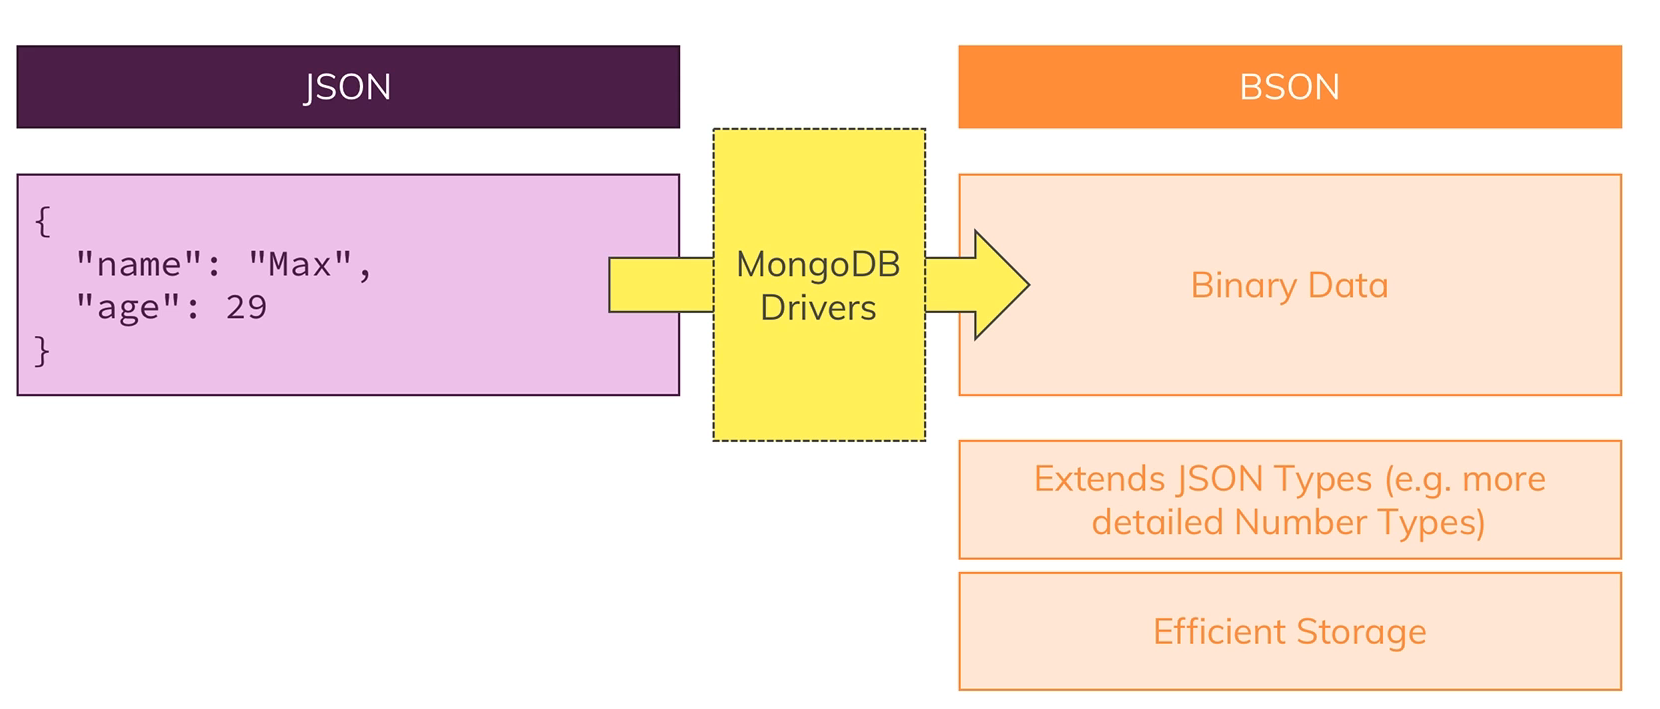 JSON
BSON
{
"name": "Max",
"age": 29
}
MongoDB
Drivers
Binary Data
Extends JSON Types (e.g. more
detailed Number Types)
Efficient Storage